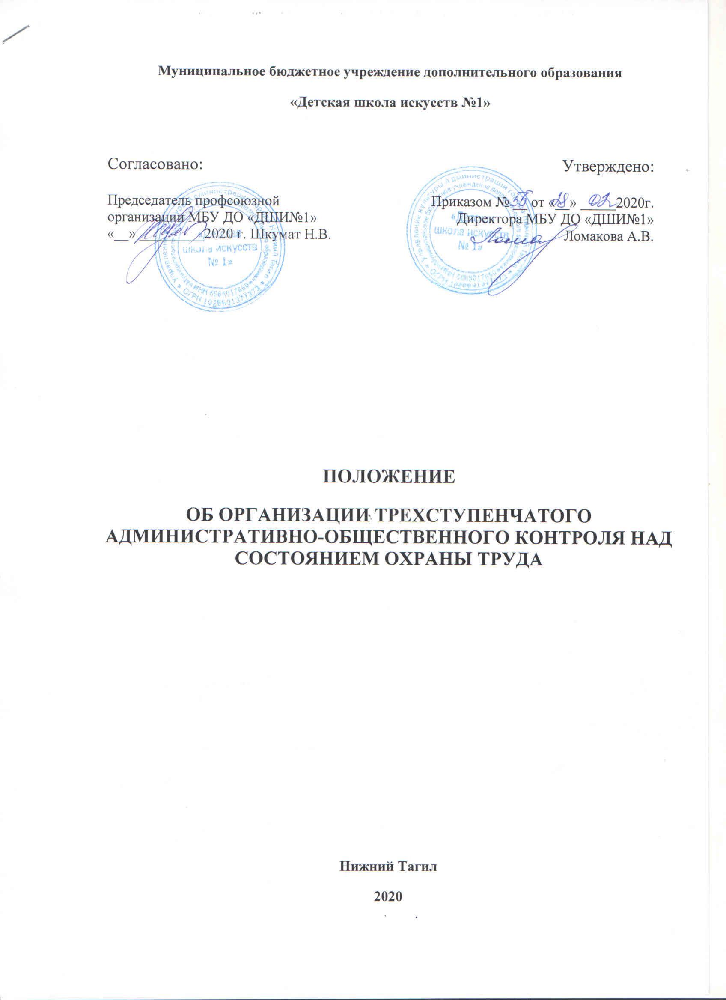 Муниципальное бюджетное учреждение дополнительного образования
«Детская школа искусств №1»
Согласовано:
Председатель профсоюзной
организации МБУ ДО «ДШИ№1»
«__» _________2020 г. Шкумат Н.В.
школа искусств
№ 1»
Утверждено:
Приказом № от «28» 02 2020г.
Директора МБУ ДО «ДШИ№1»
Ломакова А.В.
школа искусств
№ 1»
ПОЛОЖЕНИЕ
ОБ ОРГАНИЗАЦИИ ТРЕХСТУПЕНЧАТОГО
АДМИНИСТРАТИВНО-ОБЩЕСТВЕННОГО КОНТРОЛЯ НАД
СОСТОЯНИЕМ ОХРАНЫ ТРУДА
Нижний Тагил
2020